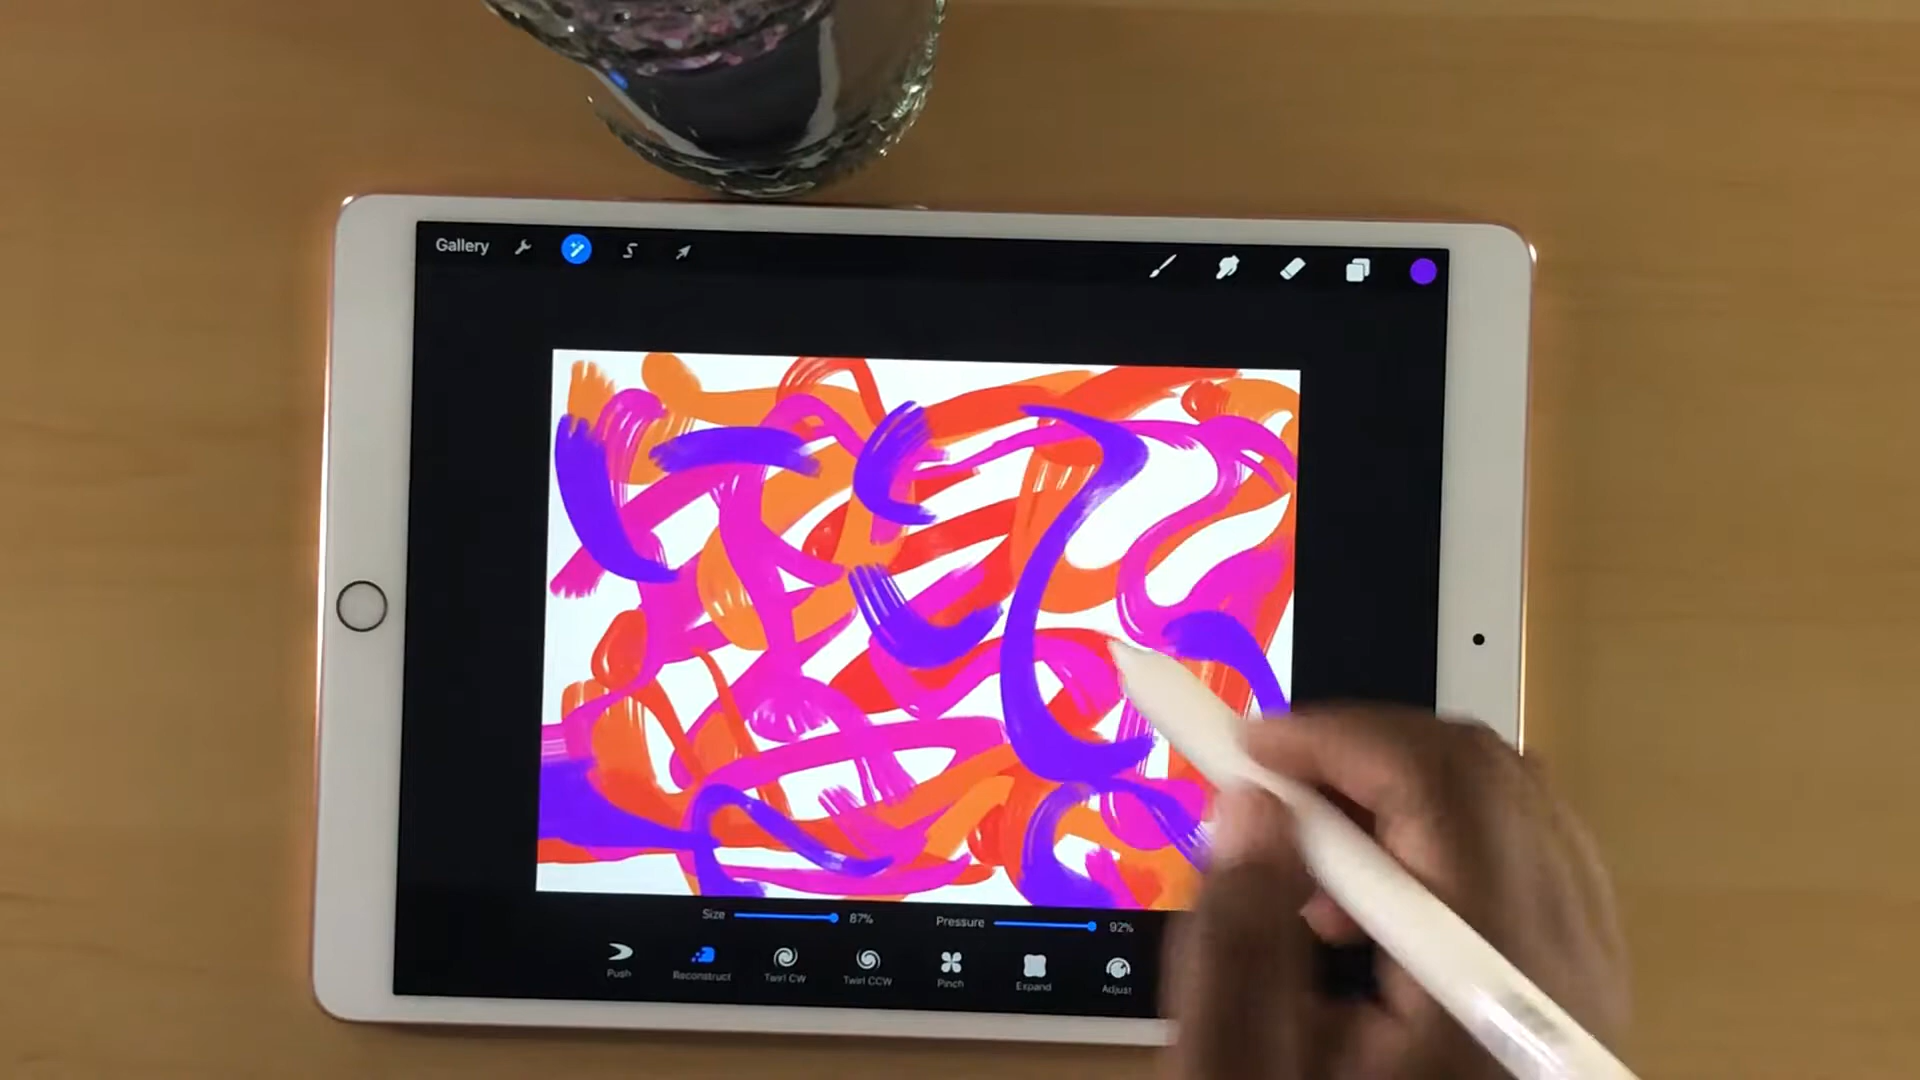 Gallery
Size 87% Pressure 92%
Push Reconstruct Twirl CW Twirl CCW Pinch Expand Adjust